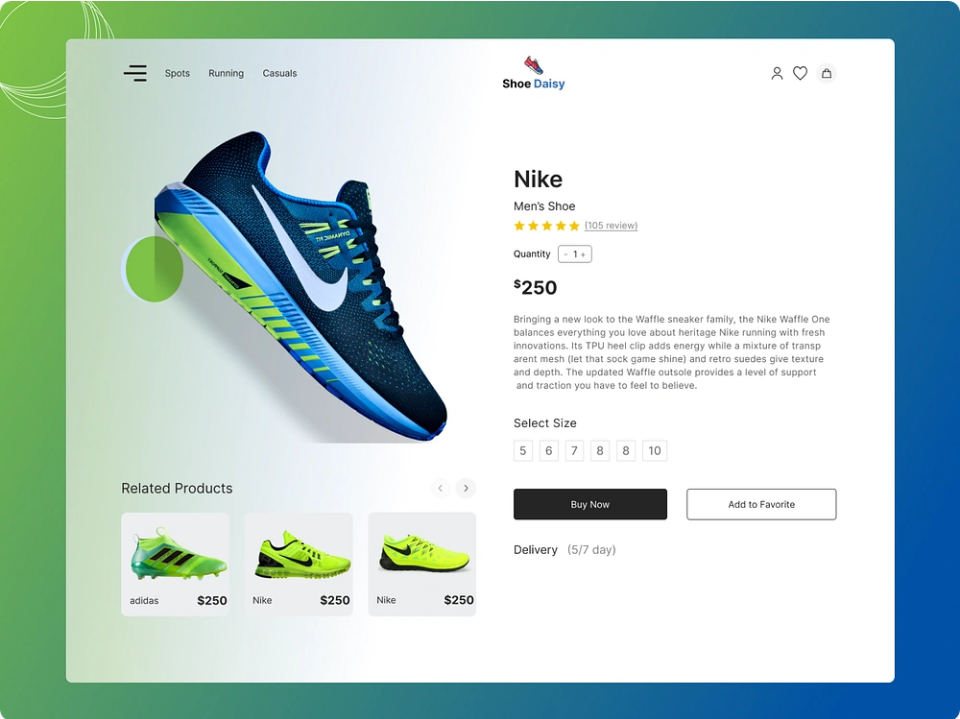 Spots Running Casuals
Shoe Daisy
DYNAMIC FIT
Nike
Men's Shoe
(105 review)
Quantity - 1 +
$250
Bringing a new look to the Waffle sneaker family, the Nike Waffle One
balances everything you love about heritage Nike running with fresh
innovations. Its TPU heel clip adds energy while a mixture of transp
arent mesh (let that sock game shine) and retro suedes give texture
and depth. The updated Waffle outsole provides a level of support
and traction you have to feel to believe.
Select Size
5 6 7 8 8 10
Buy Now Add to Favorite
Delivery (5/7 day)
Related Products
adidas $250
Nike $250
Nike $250